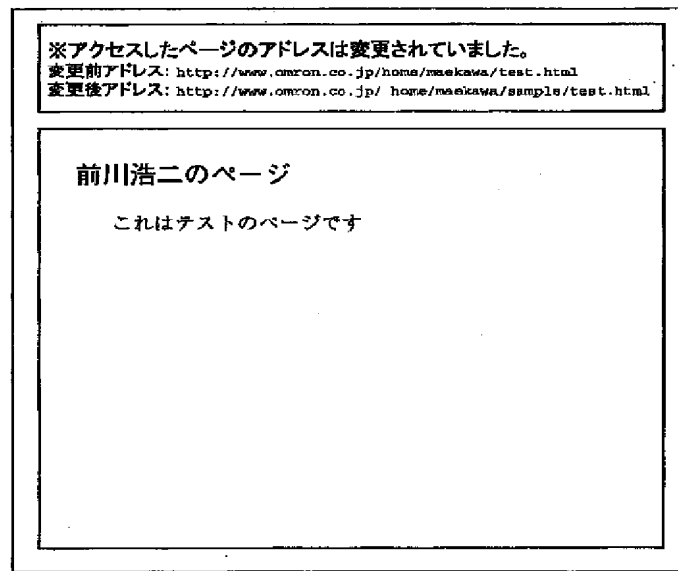 ※アクセスしたページのアドレスは変更されていました。
変更前アドレス: http://www.omron.co.jp/home/maekawa/test.html
変更後アドレス: http://www.omron.co.jp/ home/maekawa/sample/test.html
前川浩二のページ
これはテストのページです